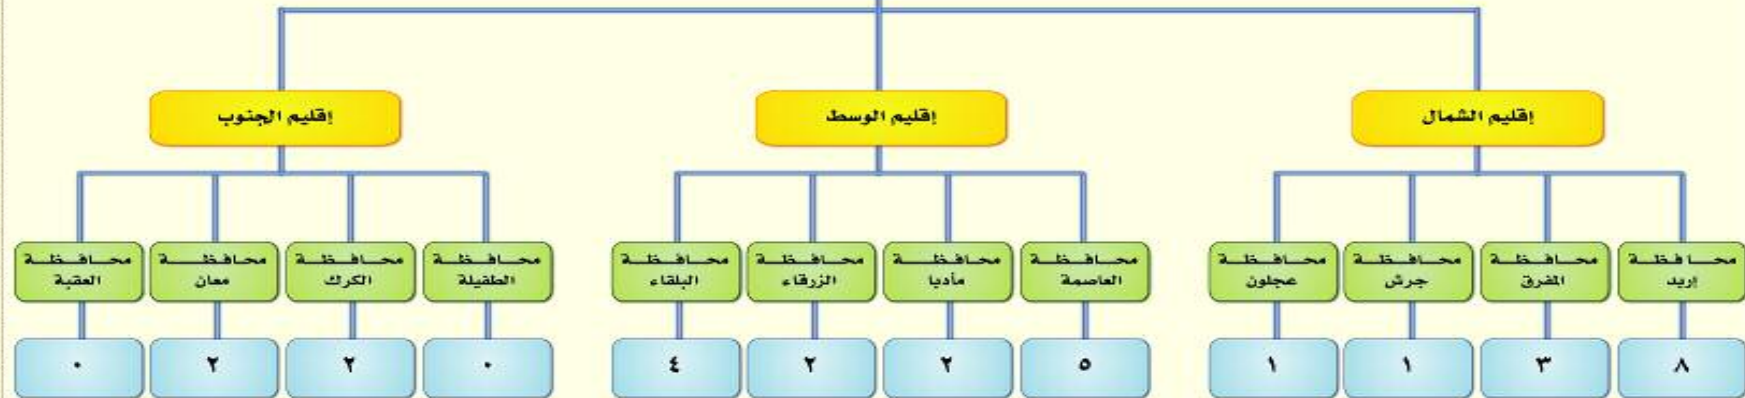 إقليم الشمال
إقليم الوسط
إقليم الجنوب
محافظة
إربد
محافظة
المفرق
محافظة
جرش
محافظة
عجلون
محافظة
العاصمة
محافظة
مأدبا
محافظة
الزرقاء
محافظة
البلقاء
محافظة
الطفيلة
محافظة
الكرك
محافظة
معان
محافظة
العقبة
٨
٣
١
١
٥
٢
٢
٤
٠
٢
٢
٠